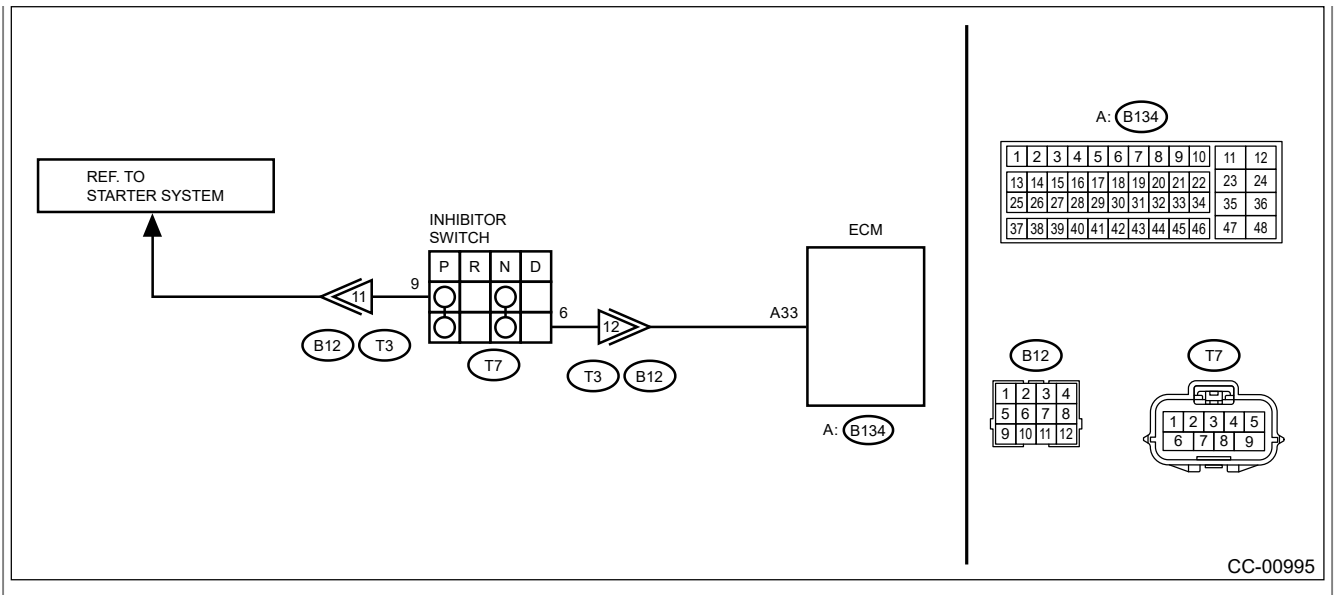 REF. TO
STARTER SYSTEM
INHIBITOR
SWITCH
P R N D
9
11
B12 T3
T7
6
12
T3 B12
A33
ECM
A: B134
A: B134
1 2 3 4 5 6 7 8 9 10 11 12
13 14 15 16 17 18 19 20 21 22 23 24
25 26 27 28 29 30 31 32 33 34 35 36
37 38 39 40 41 42 43 44 45 46 47 48
B12
1 2 3 4
5 6 7 8
9 10 11 12
T7
1 2 3 4 5
6 7 8 9
CC-00995